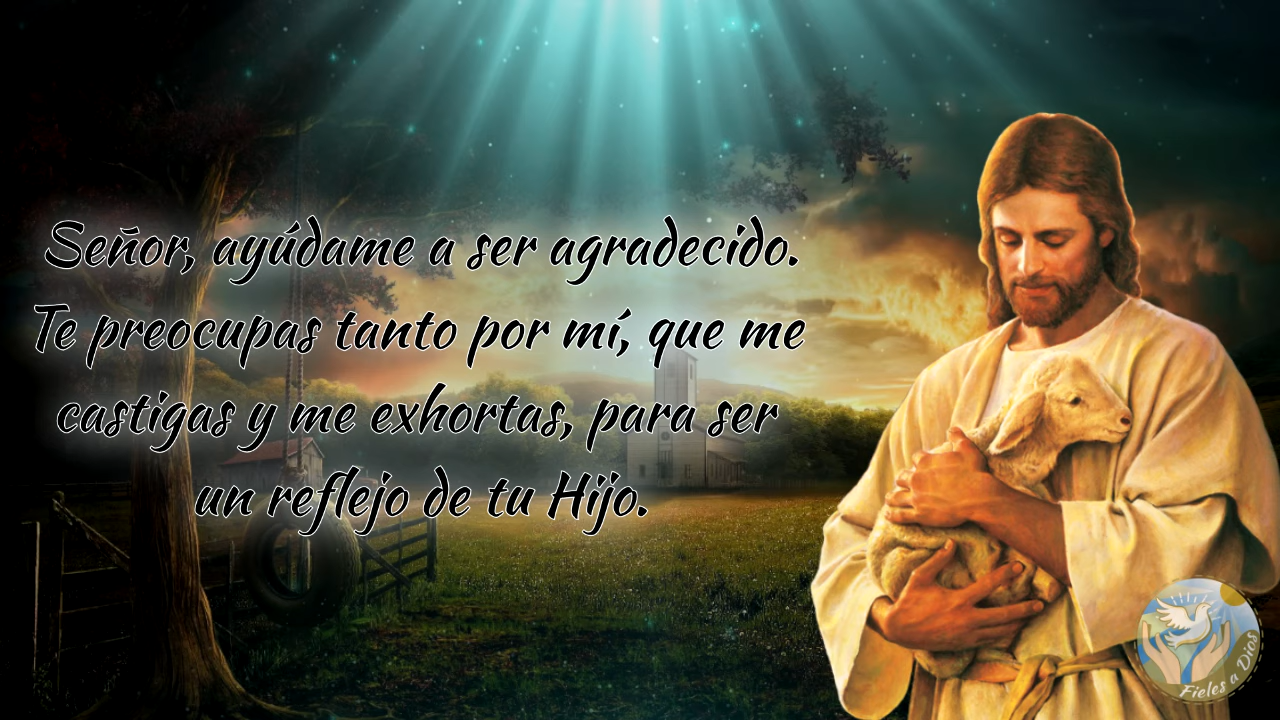 Señor, ayúdame a ser agradecido.
Te preocupas tanto por mí, que me
castigas y me exhortas, para ser
un reflejo de tu Hijo.
Fieles a Dios